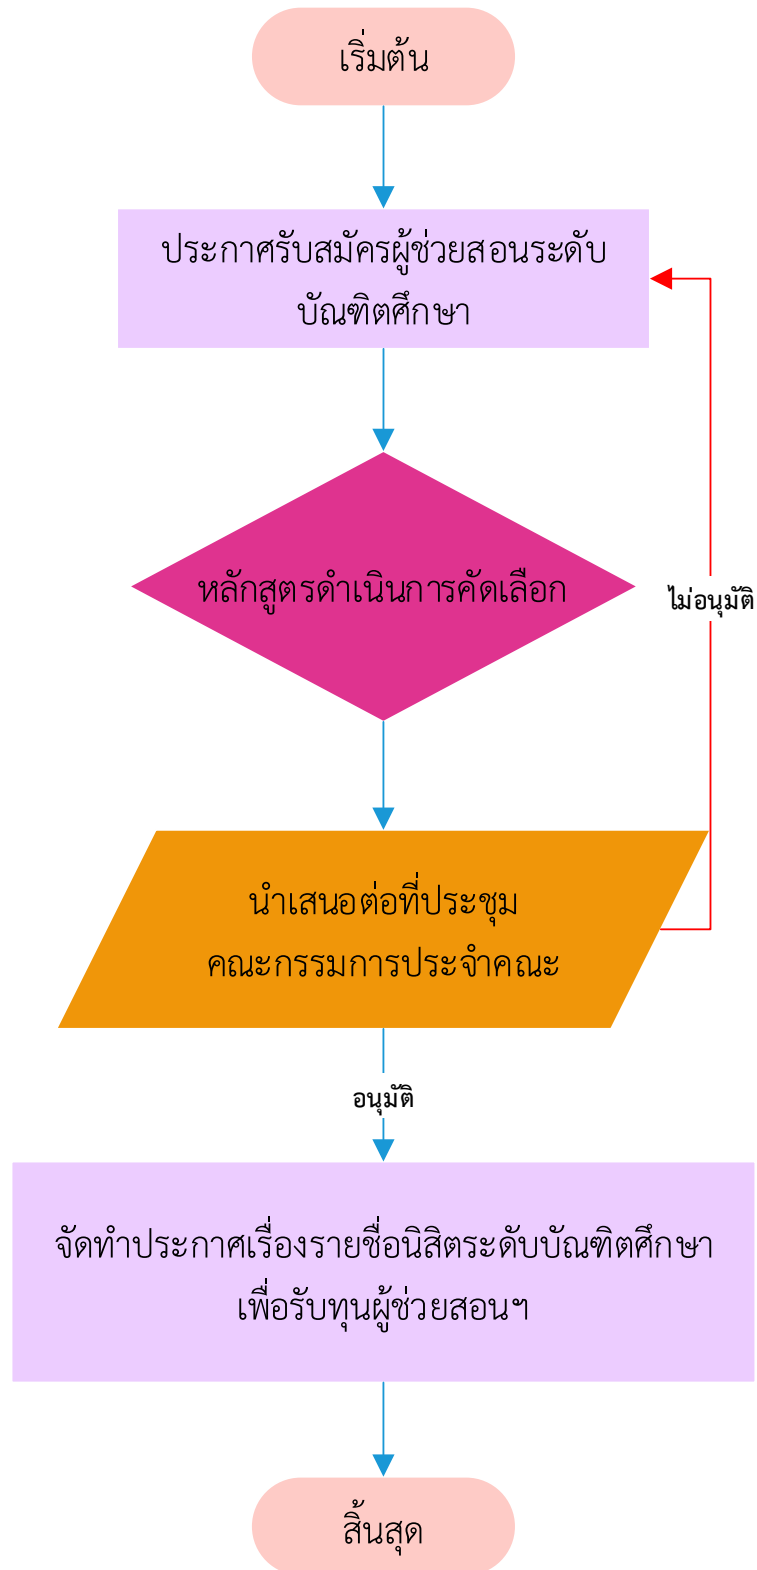 เริ่มต้น
ประกาศรับสมัครผู้ช่วยสอนระดับ
บัณฑิตศึกษา
หลักสูตรดำเนินการคัดเลือก
ไม่อนุมัติ
นำเสนอต่อที่ประชุม
คณะกรรมการประจำคณะ
อนุมัติ
จัดทำประกาศเรื่องรายชื่อนิสิตระดับบัณฑิตศึกษา
เพื่อรับทุนผู้ช่วยสอนฯ
สิ้นสุด